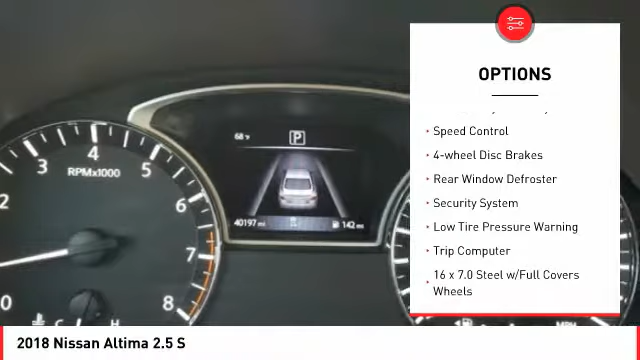 OPTIONS
Speed Control
4-wheel Disc Brakes
Rear Window Defroster
Security System
Low Tire Pressure Warning
Trip Computer
16 x 7.0 Steel w/Full Covers
Wheels
68°F
P
40197 mi
142 mi
2
3
4
5
6
7
8
0
RPMx1000
C
H
2018 Nissan Altima 2.5 S